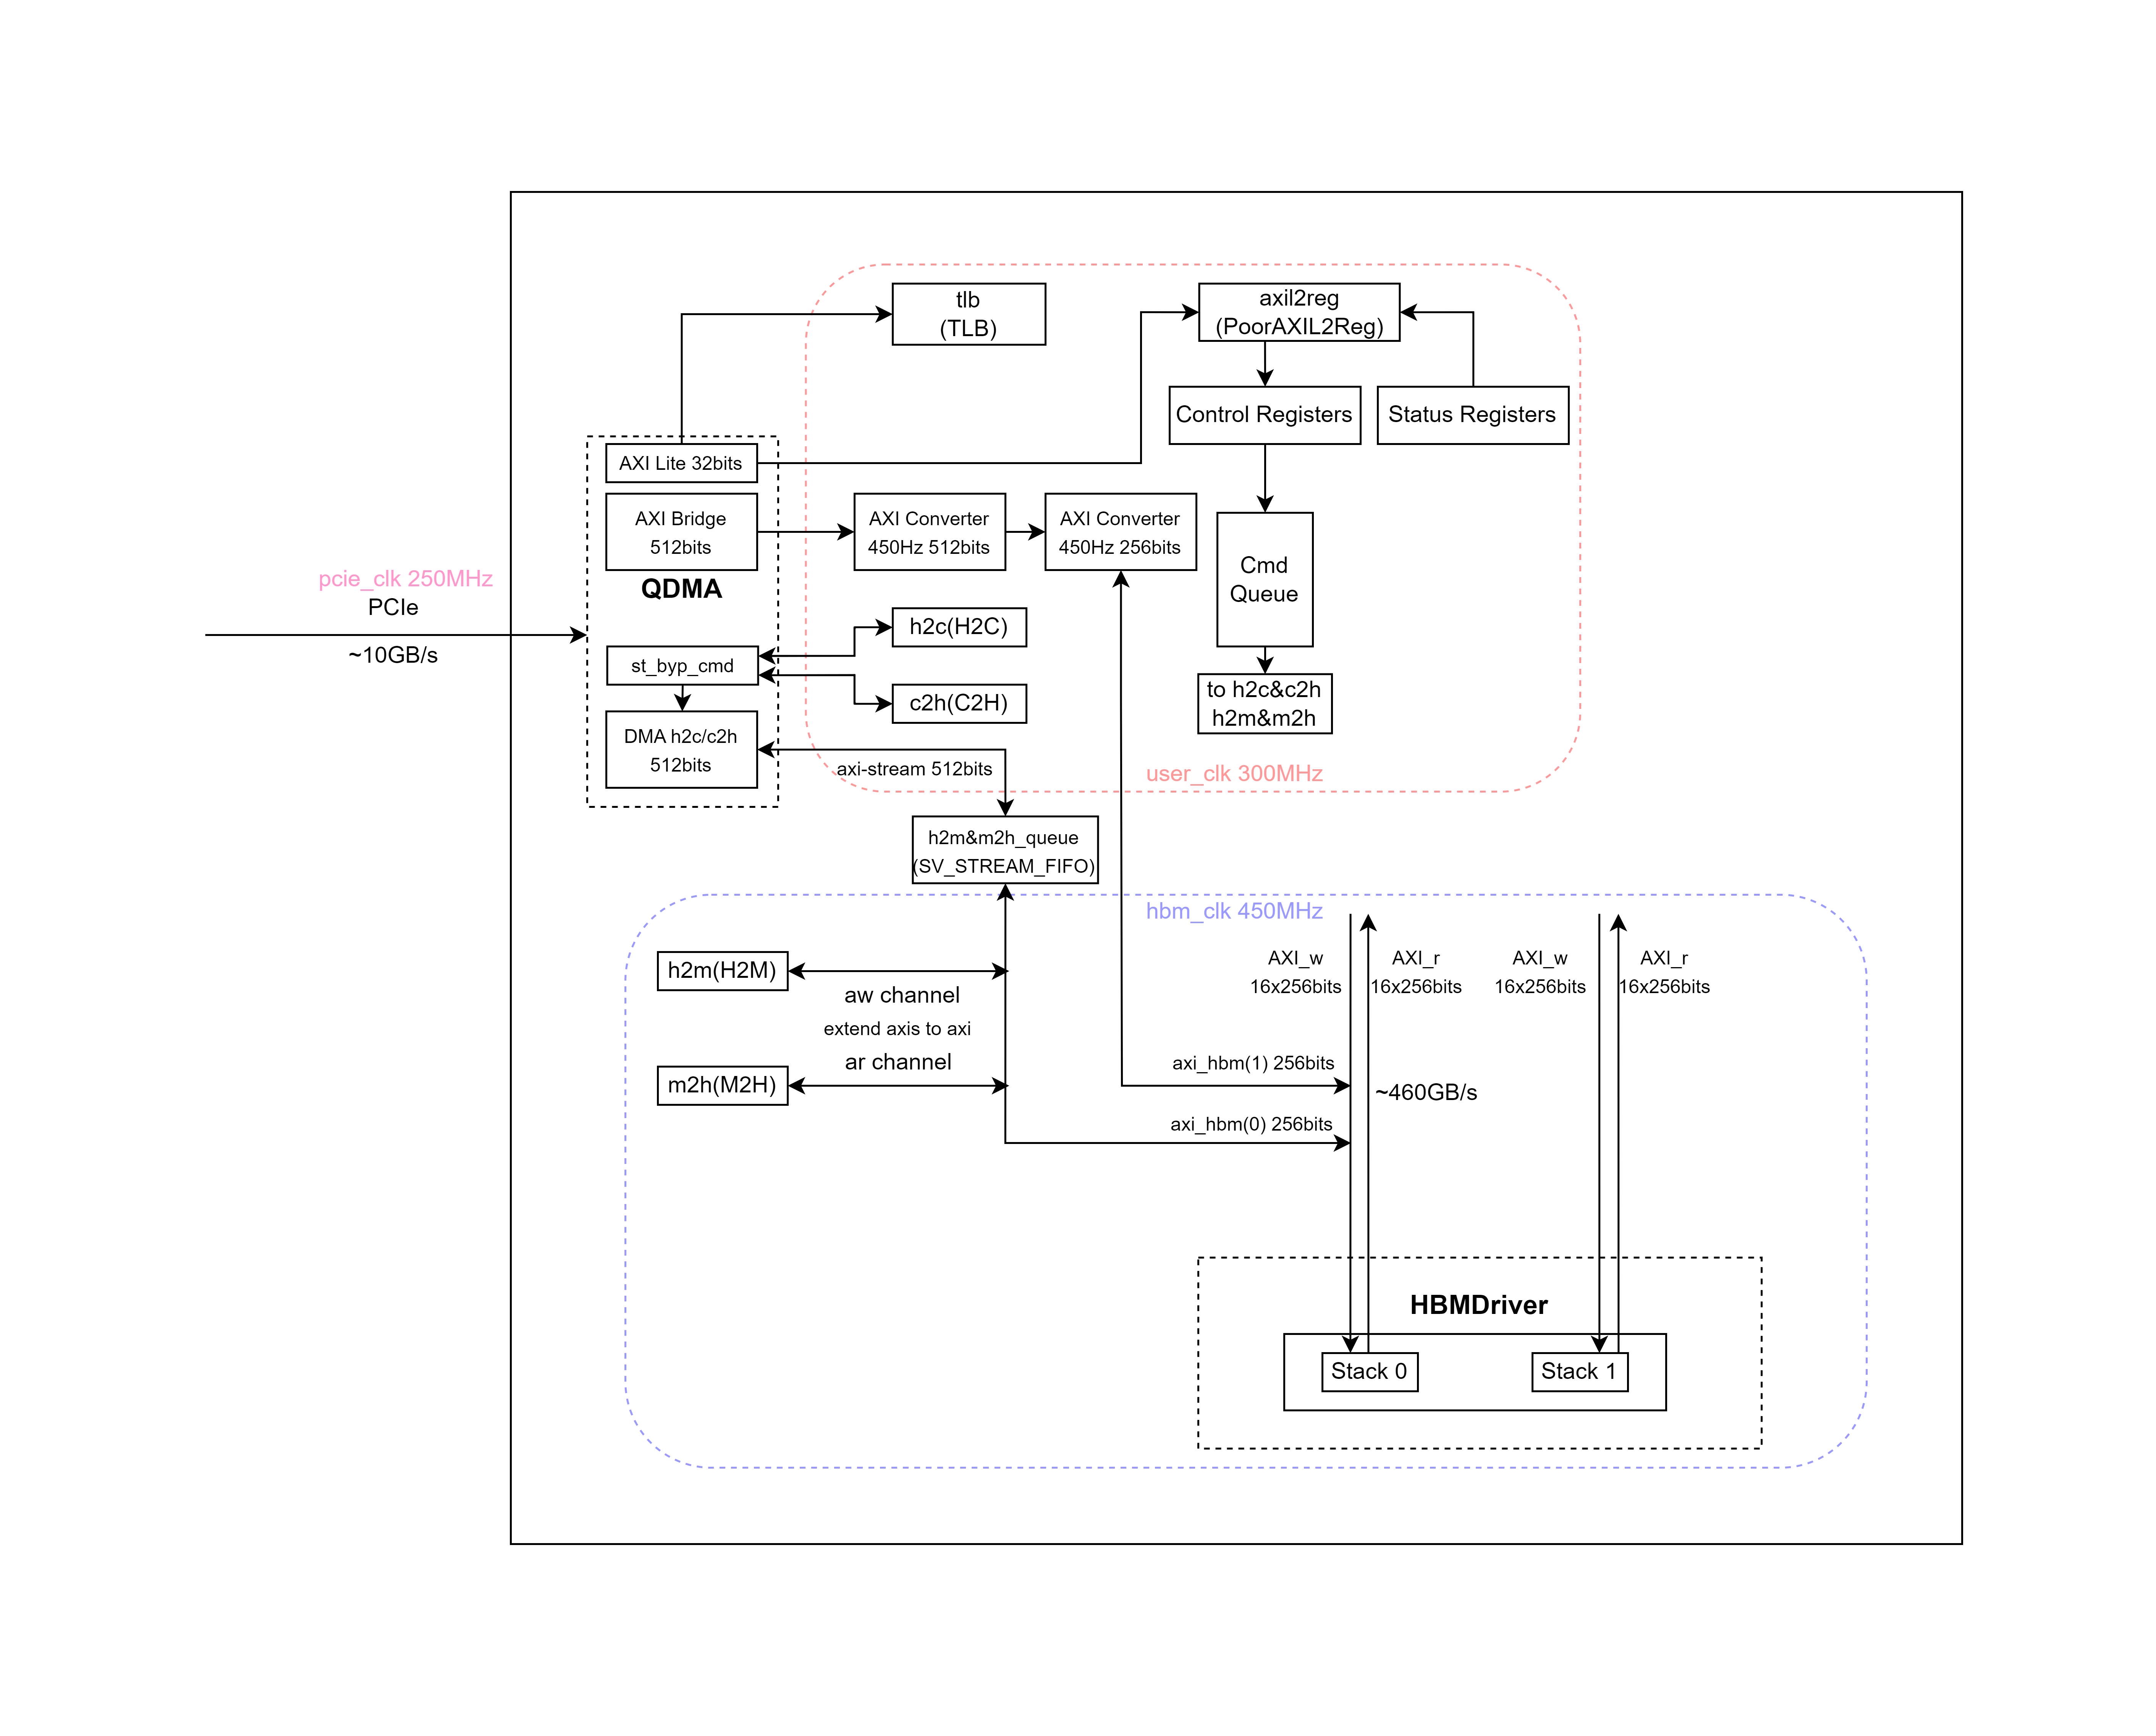 tlb
(TLB)
axil2reg
(PoorAXIL2Reg)
Control Registers
Status Registers
AXI Lite 32bits
AXI Bridge
512bits
AXI Converter
450Hz 512bits
AXI Converter
450Hz 256bits
Cmd
Queue
pcie_clk 250MHz
PCIe
~10GB/s
QDMA
h2c(H2C)
st_byp_cmd
c2h(C2H)
to h2c&c2h
h2m&m2h
DMA h2c/c2h
512bits
axi-stream 512bits
user_clk 300MHz
h2m&m2h_queue
(SV_STREAM_FIFO)
hbm_clk 450MHz
h2m(H2M)
aw channel
extend axis to axi
ar channel
m2h(M2H)
AXI_w
16x256bits
AXI_r
16x256bits
AXI_w
16x256bits
AXI_r
16x256bits
axi_hbm(1) 256bits
~460GB/s
axi_hbm(0) 256bits
HBMDriver
Stack 0
Stack 1